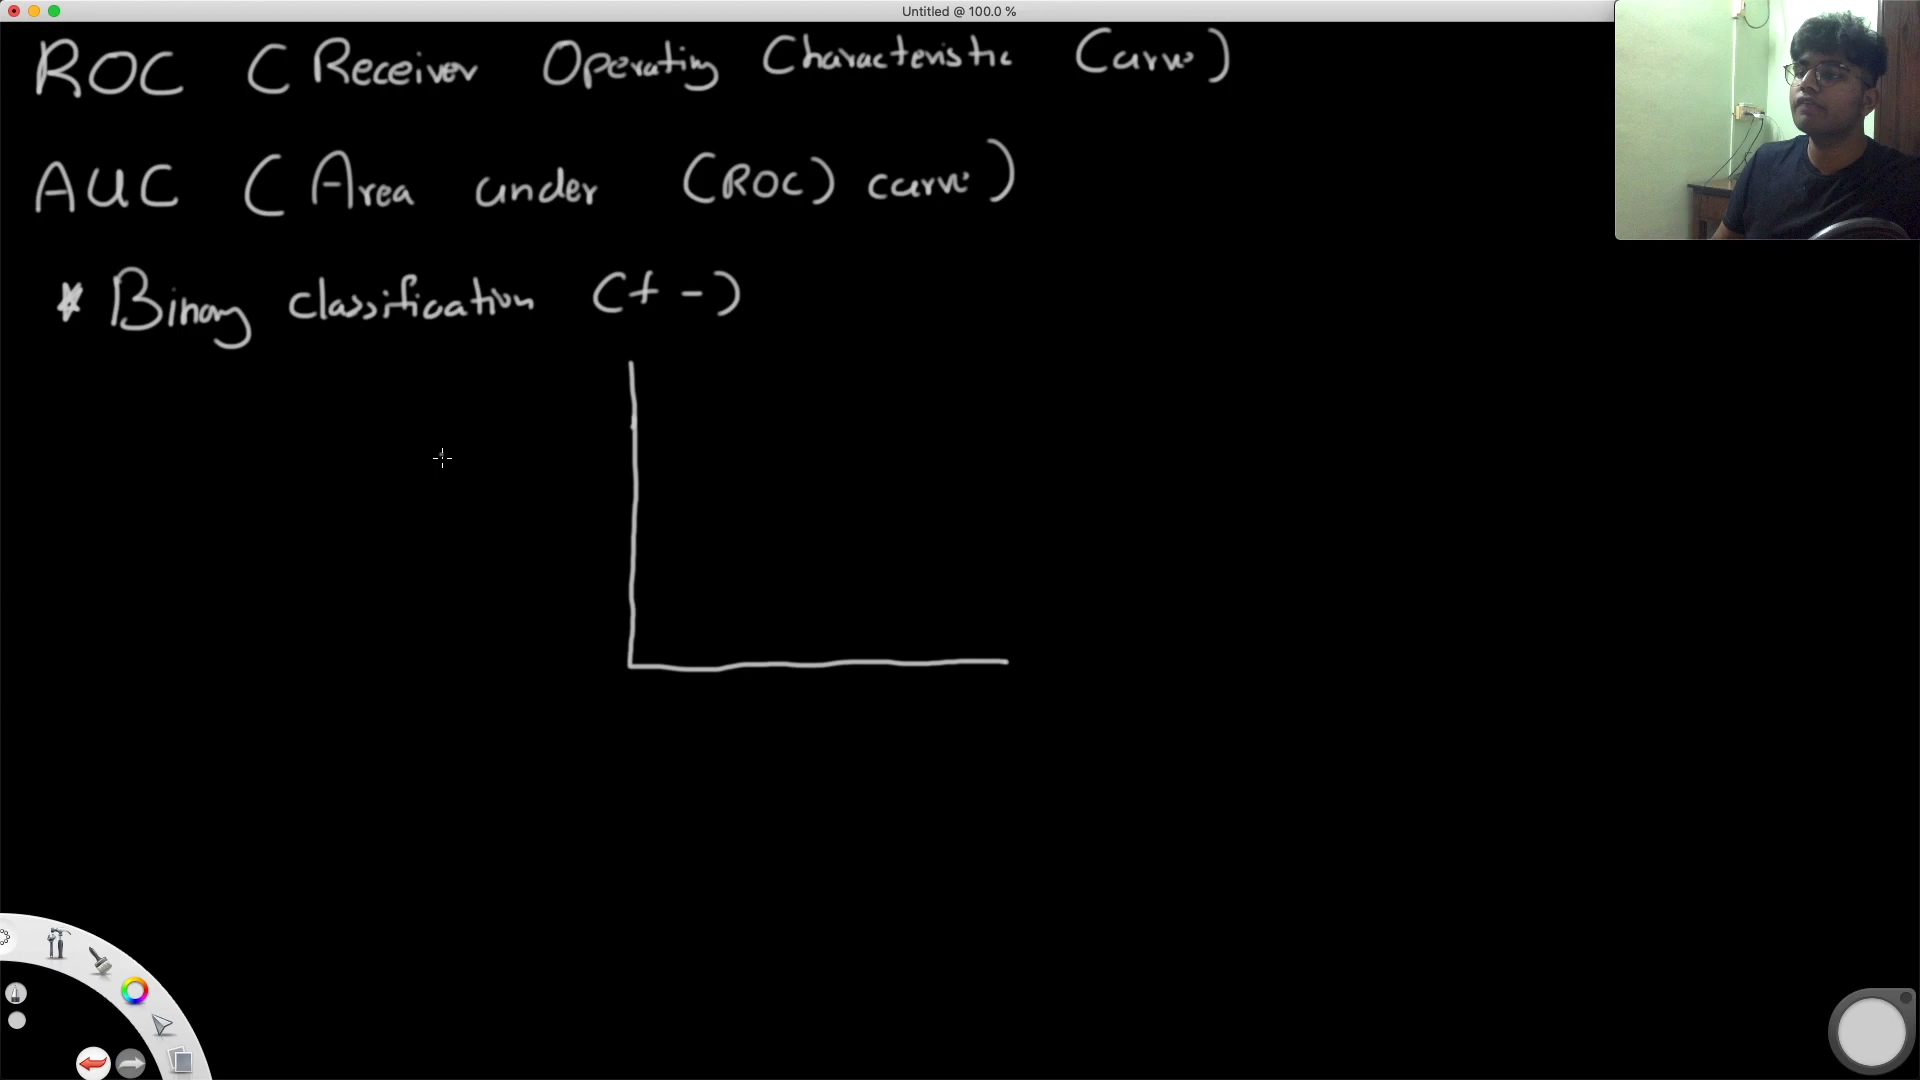 Untitled @ 100.0 %
ROC ( Receiver Operating Characteristic Curve)
AUC ( Area under (ROC) curve)
* Binary classification (+ -)